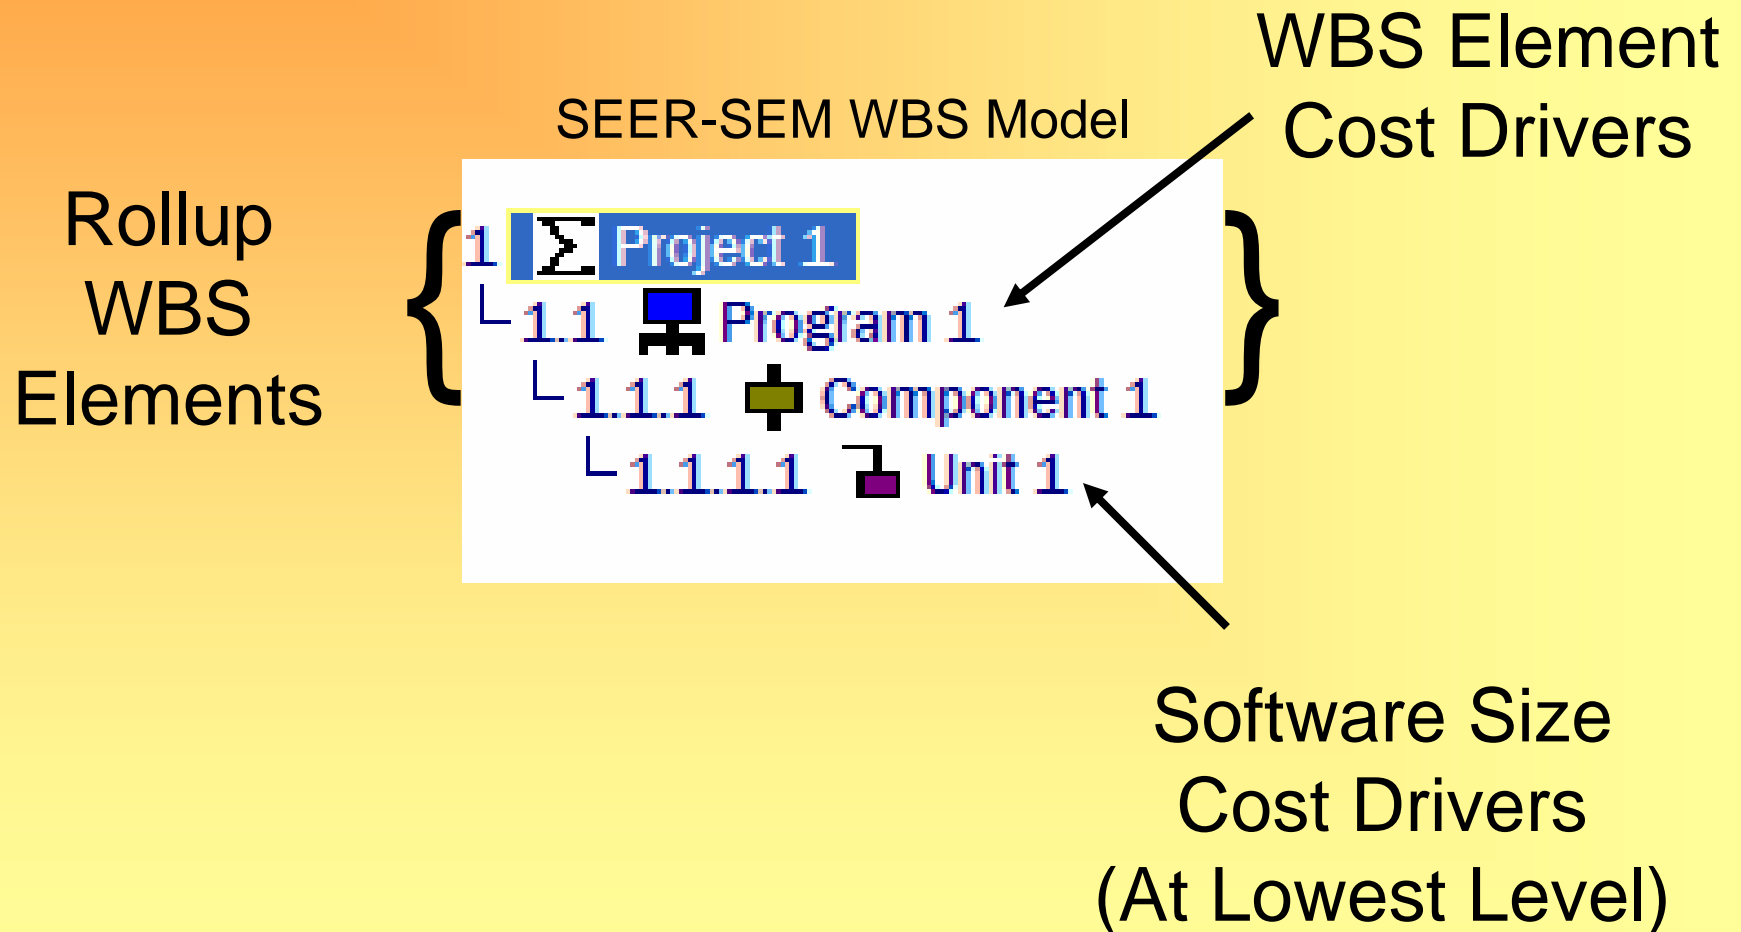 WBS Element
Cost Drivers
SEER-SEM WBS Model
Rollup
WBS
Elements
{
1 Σ Project 1
1.1 Program 1
1.1.1 Component 1
1.1.1.1 Unit 1
}
Software Size
Cost Drivers
(At Lowest Level)